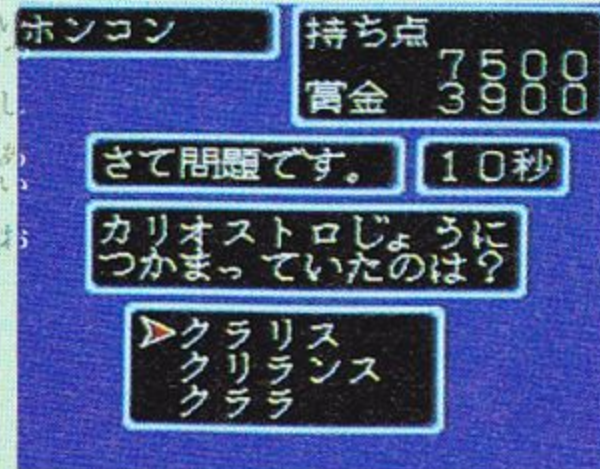 ホンコン
持ち点
7500
賞金 3900
さて問題です。
10秒
カリオストロじょうに
つかまっていたのは？
クラリス
クリランス
クララ